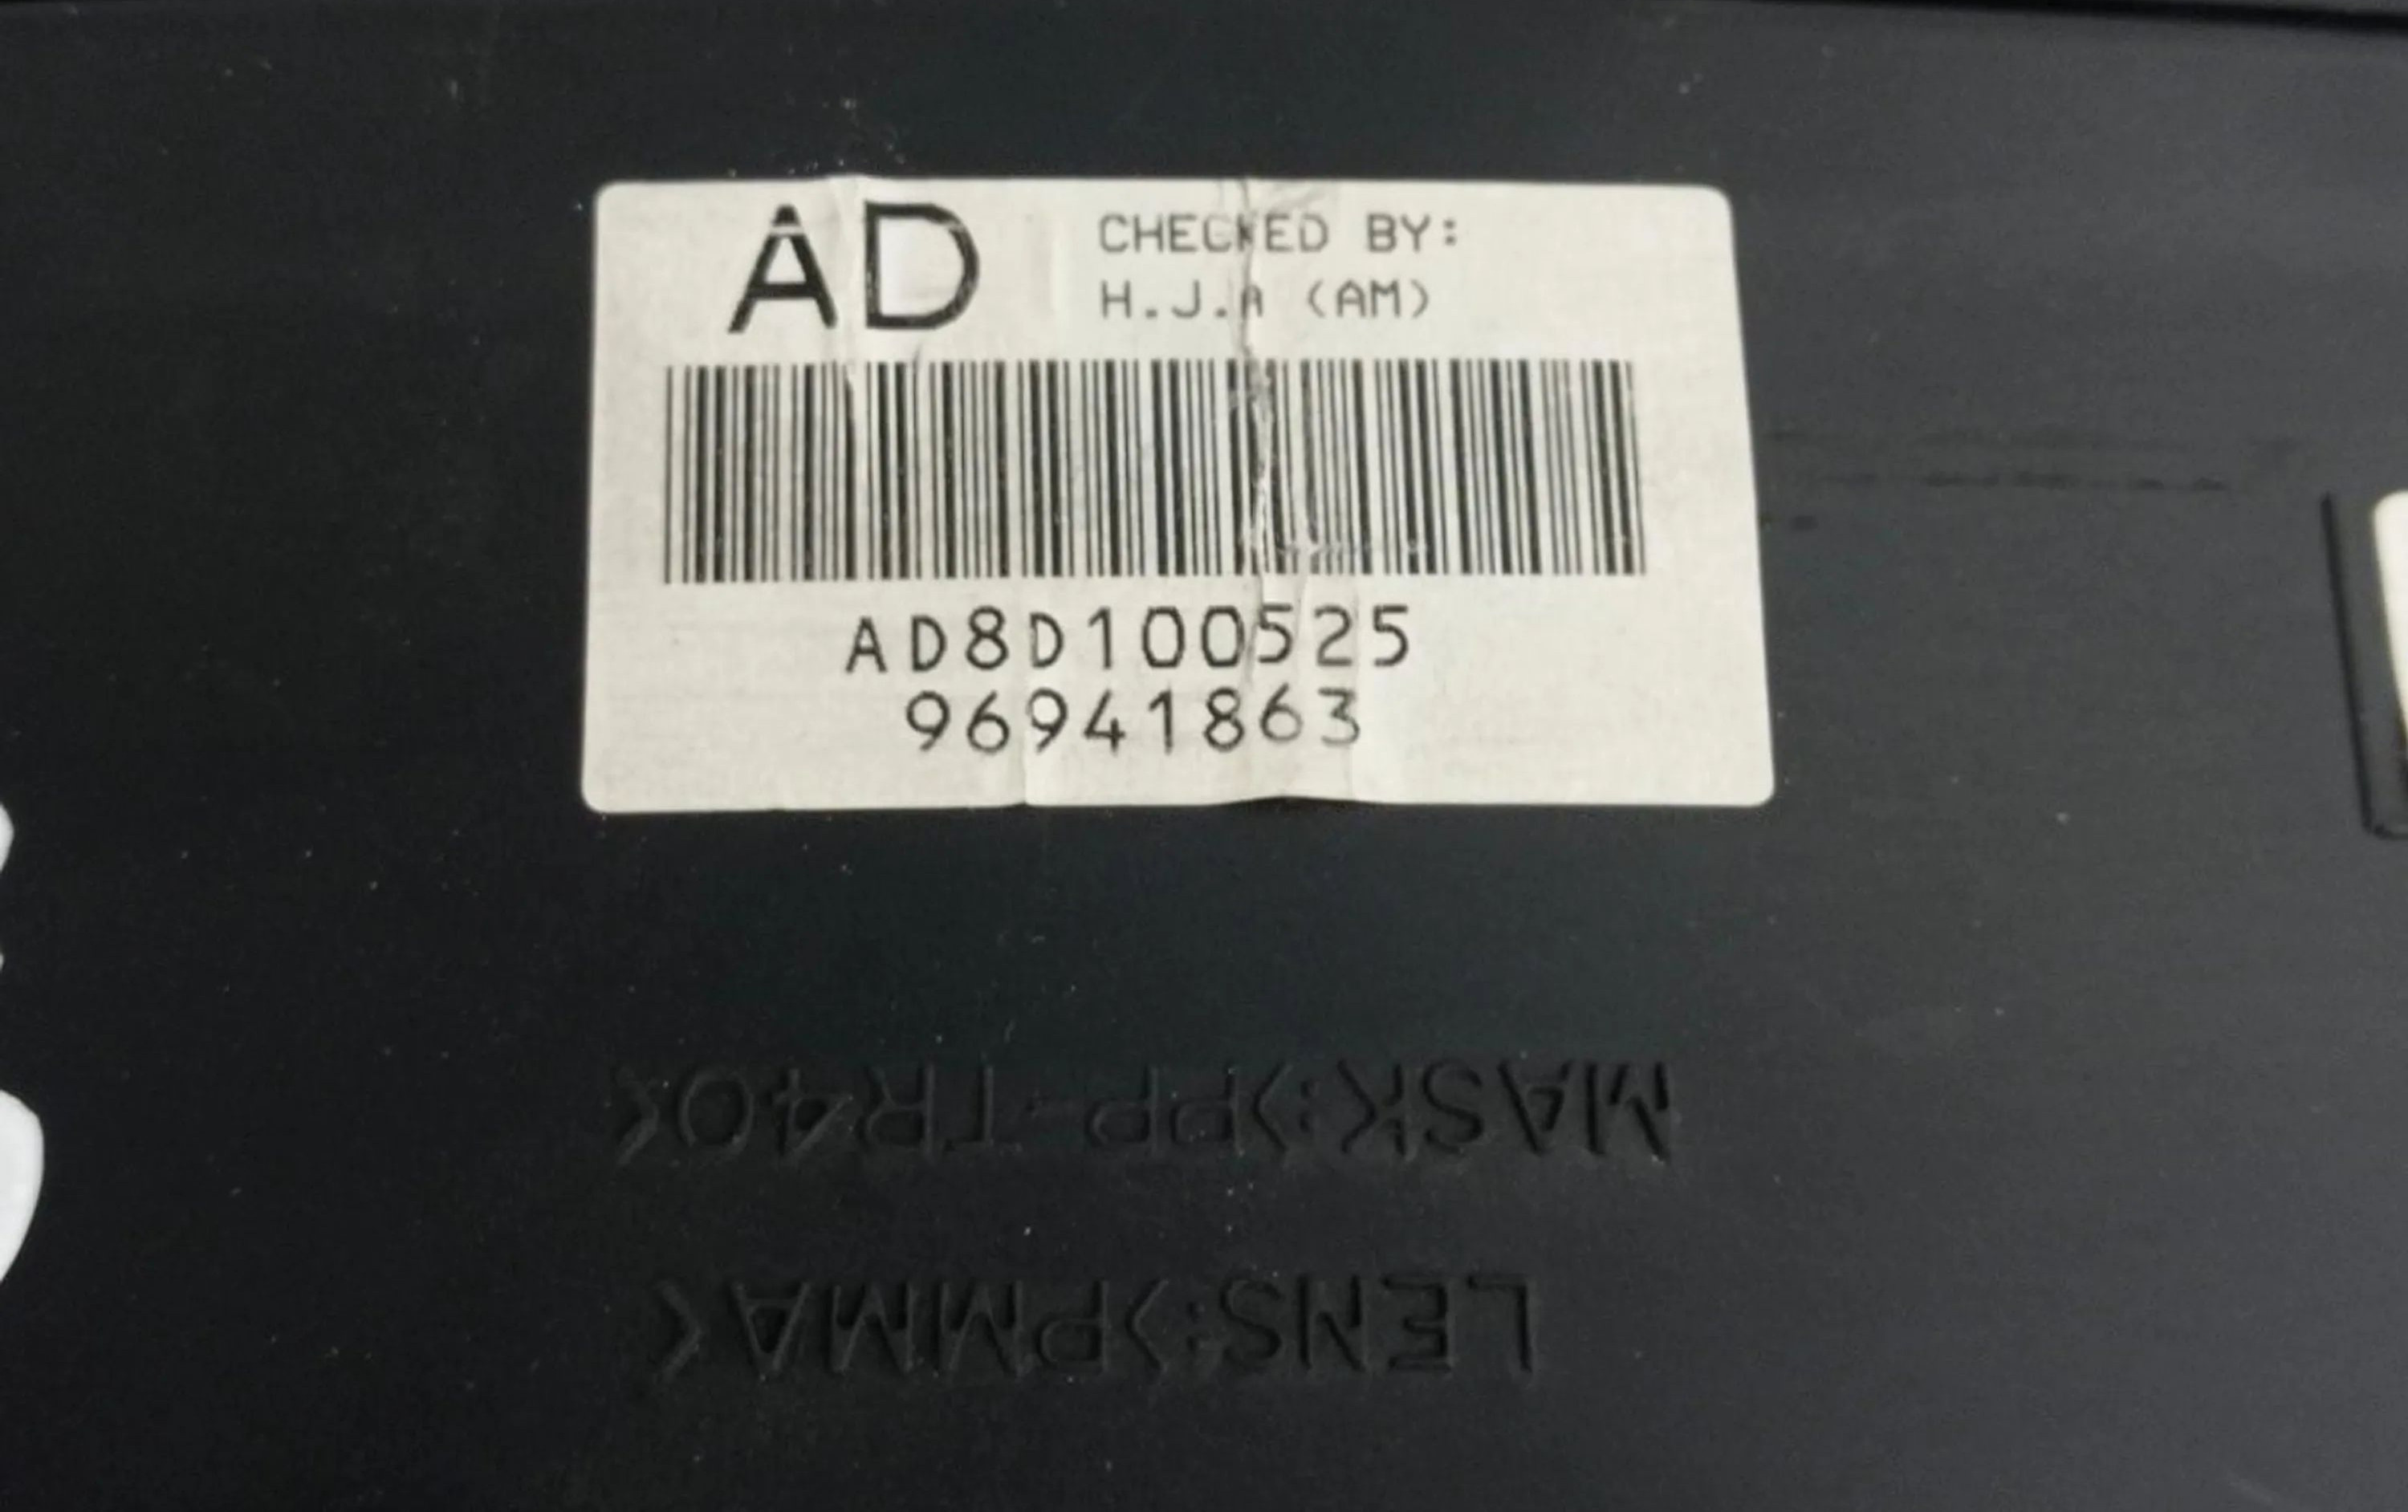 AD
CHECKED BY:
H.J.A (AM)
AD8D100525
96941863
MASK:>PP-TR40<
LENS:>PMMA<